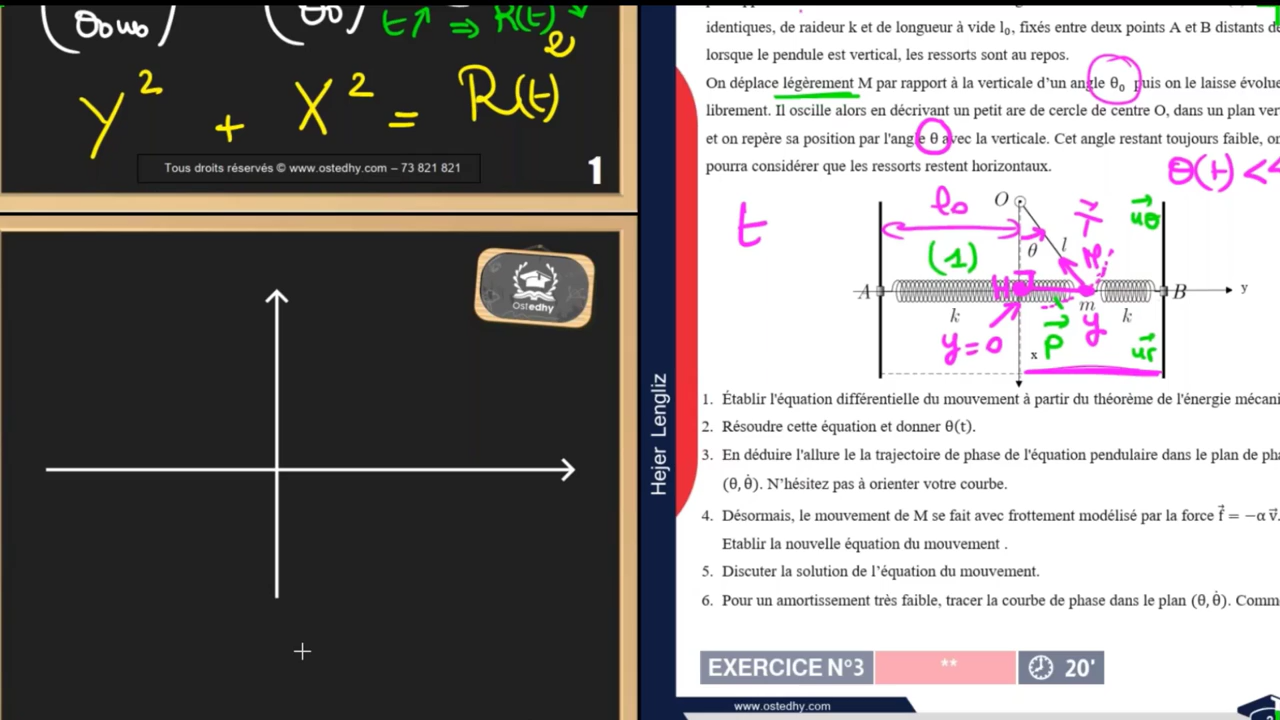 (θ₀ω₀) (θ₀) t↑ ⇒ R(t)↘
Y² + X² = R(t)²
Tous droits réservés © www.ostedhy.com – 73 821 821
1
Ostedhy
Hejer Lengliz
identiques, de raideur k et de longueur à vide l₀, fixés entre deux points A et B distants de
lorsque le pendule est vertical, les ressorts sont au repos.
On déplace légèrement M par rapport à la verticale d’un angle θ₀ puis on le laisse évolue
librement. Il oscille alors en décrivant un petit are de cercle de centre O, dans un plan ver
et on repère sa position par l'angle θ avec la verticale. Cet angle restant toujours faible, on
pourra considérer que les ressorts restent horizontaux.
θ(t) <<
t
l₀
O
T⃗
u⃗θ
(1)
θ
l
M
A
H
B
y
k
m
k
y=0
P⃗
y
u⃗r
x
1. Établir l'équation différentielle du mouvement à partir du théorème de l'énergie mécani
2. Résoudre cette équation et donner θ(t).
3. En déduire l'allure le la trajectoire de phase de l'équation pendulaire dans le plan de pha
(θ, θ̇). N’hésitez pas à orienter votre courbe.
4. Désormais, le mouvement de M se fait avec frottement modélisé par la force f⃗ = −α v⃗.
Etablir la nouvelle équation du mouvement .
5. Discuter la solution de l’équation du mouvement.
6. Pour un amortissement très faible, tracer la courbe de phase dans le plan (θ, θ̇). Comm
EXERCICE N°3 ** 20'
www.ostedhy.com